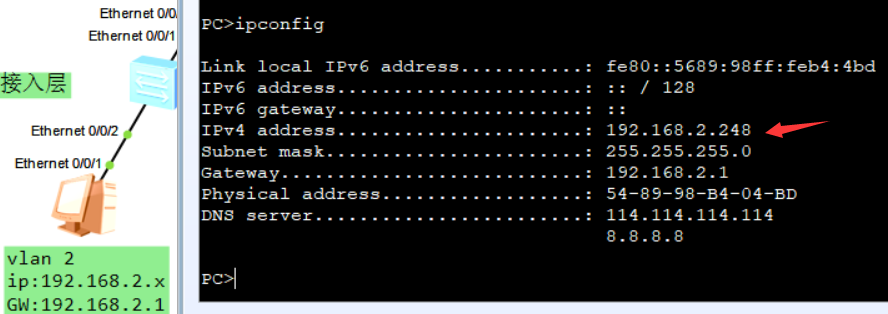 Ethernet 0/0/
Ethernet 0/0/1
接入层
Ethernet 0/0/2
Ethernet 0/0/1
vlan 2
ip:192.168.2.x
GW:192.168.2.1
PC>ipconfig
Link local IPv6 address...........: fe80::5689:98ff:feb4:4bd
IPv6 address......................: :: / 128
IPv6 gateway......................: ::
IPv4 address......................: 192.168.2.248
Subnet mask.......................: 255.255.255.0
Gateway...........................: 192.168.2.1
Physical address..................: 54-89-98-B4-04-BD
DNS server........................: 114.114.114.114
8.8.8.8
PC>